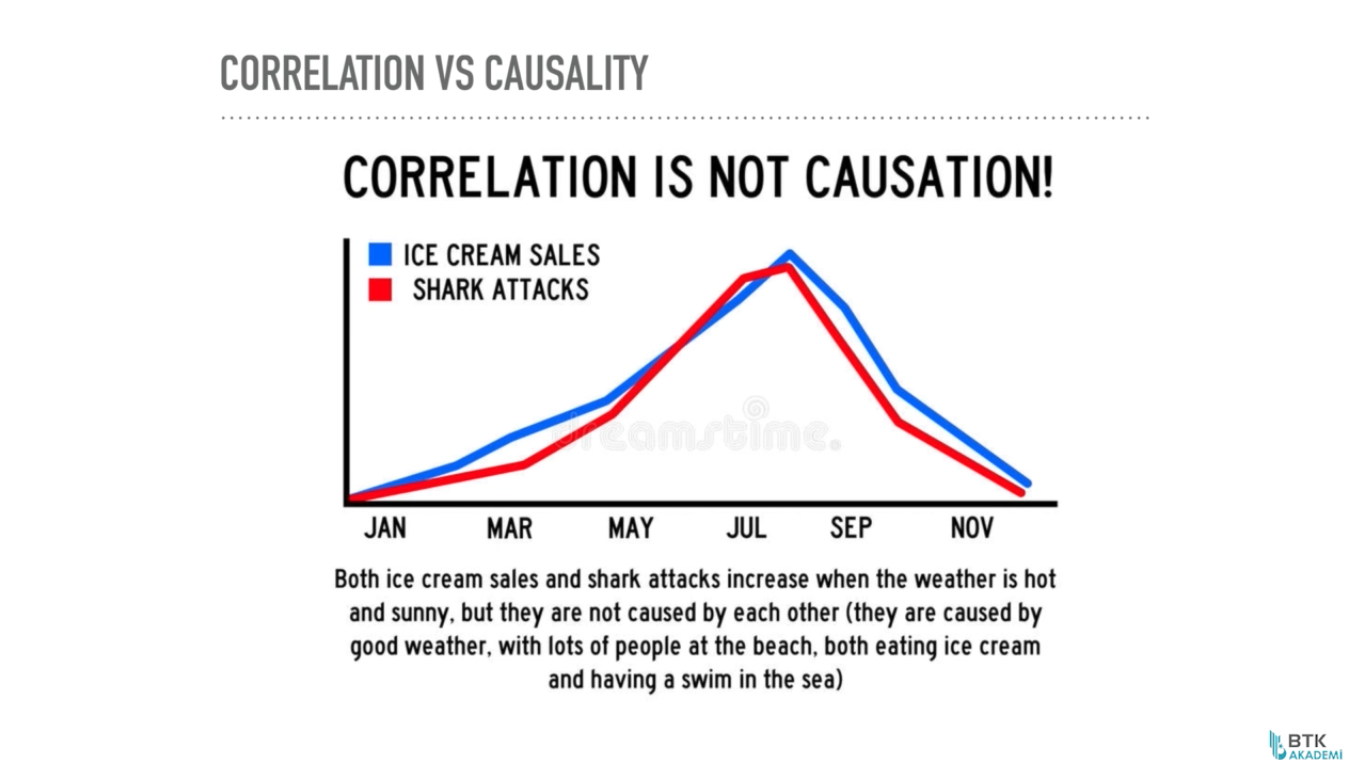 CORRELATION VS CAUSALITY
CORRELATION IS NOT CAUSATION!
ICE CREAM SALES
SHARK ATTACKS
dreamstime.
JAN MAR MAY JUL SEP NOV
Both ice cream sales and shark attacks increase when the weather is hot
and sunny, but they are not caused by each other (they are caused by
good weather, with lots of people at the beach, both eating ice cream
and having a swim in the sea)
BTK
AKADEMİ